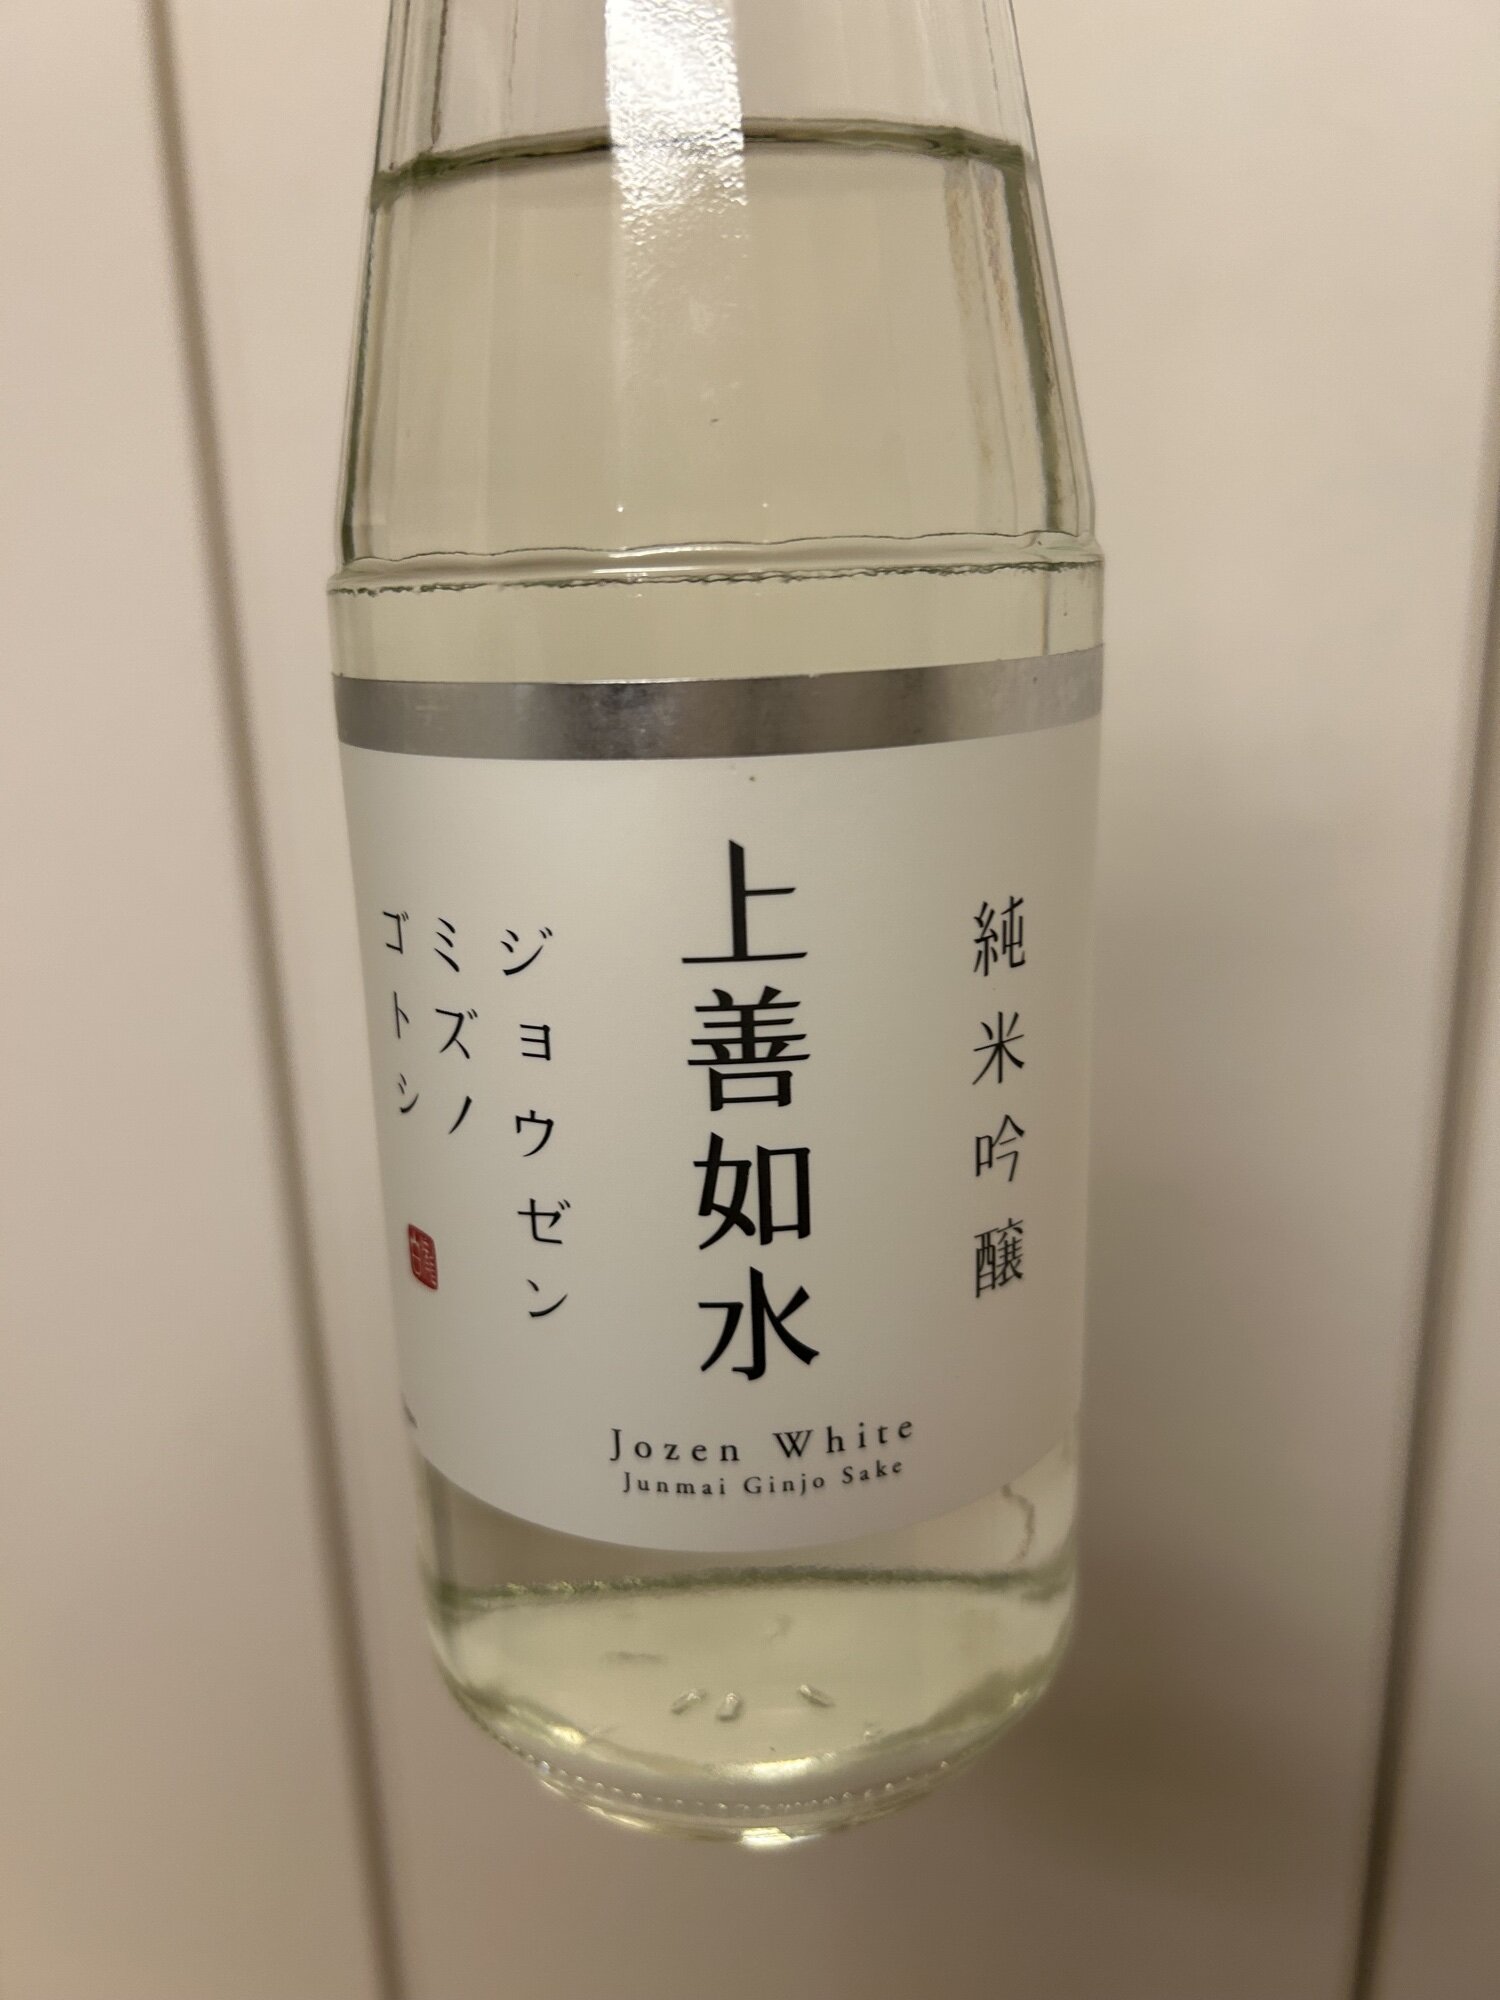 純米吟醸
上善如水
ジョウゼン
ミズノ
ゴトシ
Jozen White
Junmai Ginjo Sake